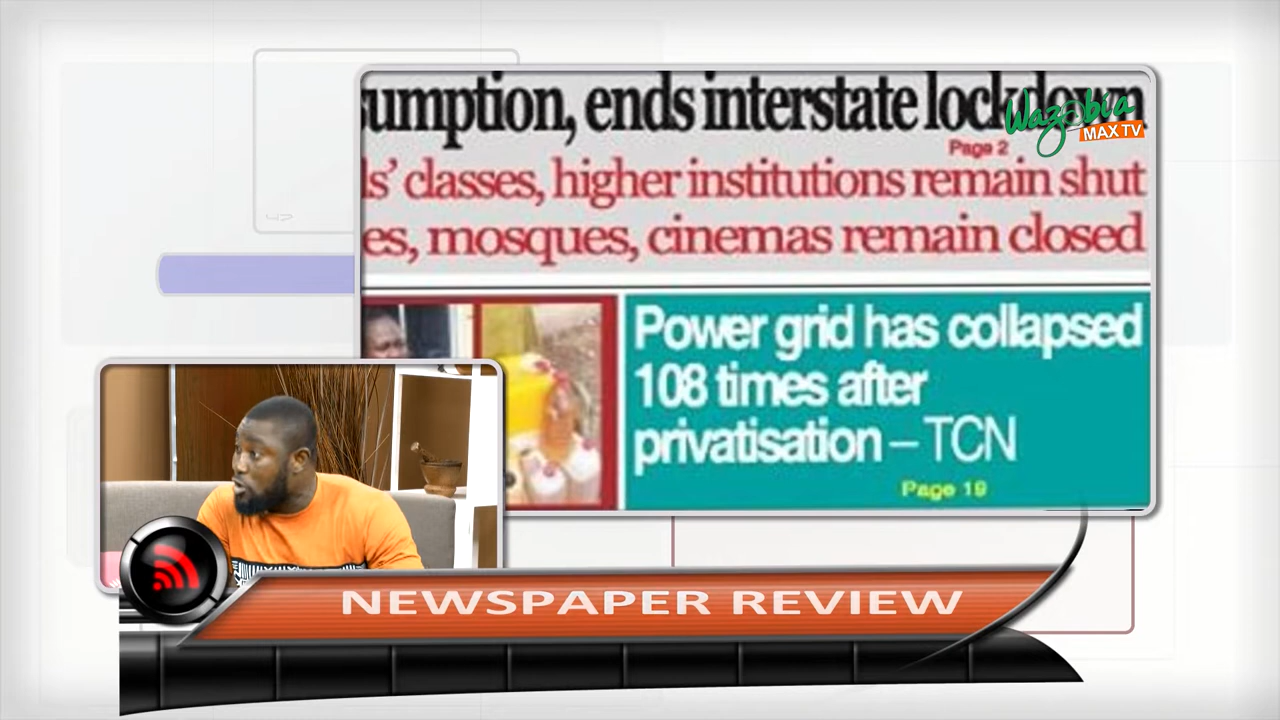 sumption, ends interstate lockdown
Wazobia
MAX TV
Page 2
ls' classes, higher institutions remain shut
es, mosques, cinemas remain closed
Power grid has collapsed
108 times after
privatisation – TCN
Page 19
NEWSPAPER REVIEW